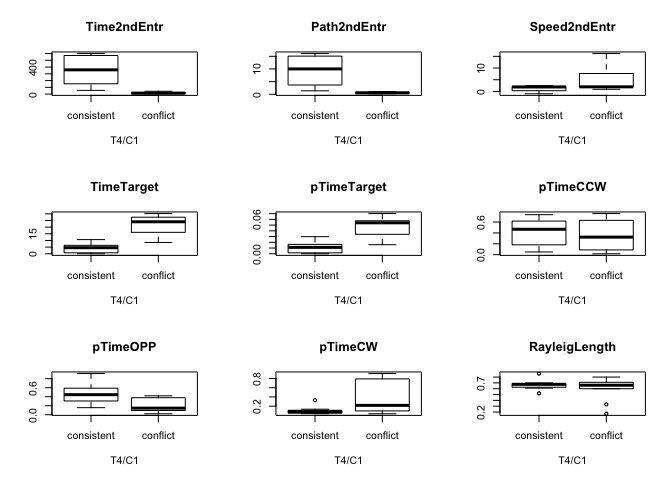 Time2ndEntr Path2ndEntr Speed2ndEntr
400
0
10
0
10
0
consistent conflict consistent conflict consistent conflict
T4/C1 T4/C1 T4/C1
TimeTarget pTimeTarget pTimeCCW
15
0
0.06
0.00
0.6
0.0
consistent conflict consistent conflict consistent conflict
T4/C1 T4/C1 T4/C1
pTimeOPP pTimeCW RayleigLength
0.6
0.0
0.8
0.2
0.7
0.2
consistent conflict consistent conflict consistent conflict
T4/C1 T4/C1 T4/C1